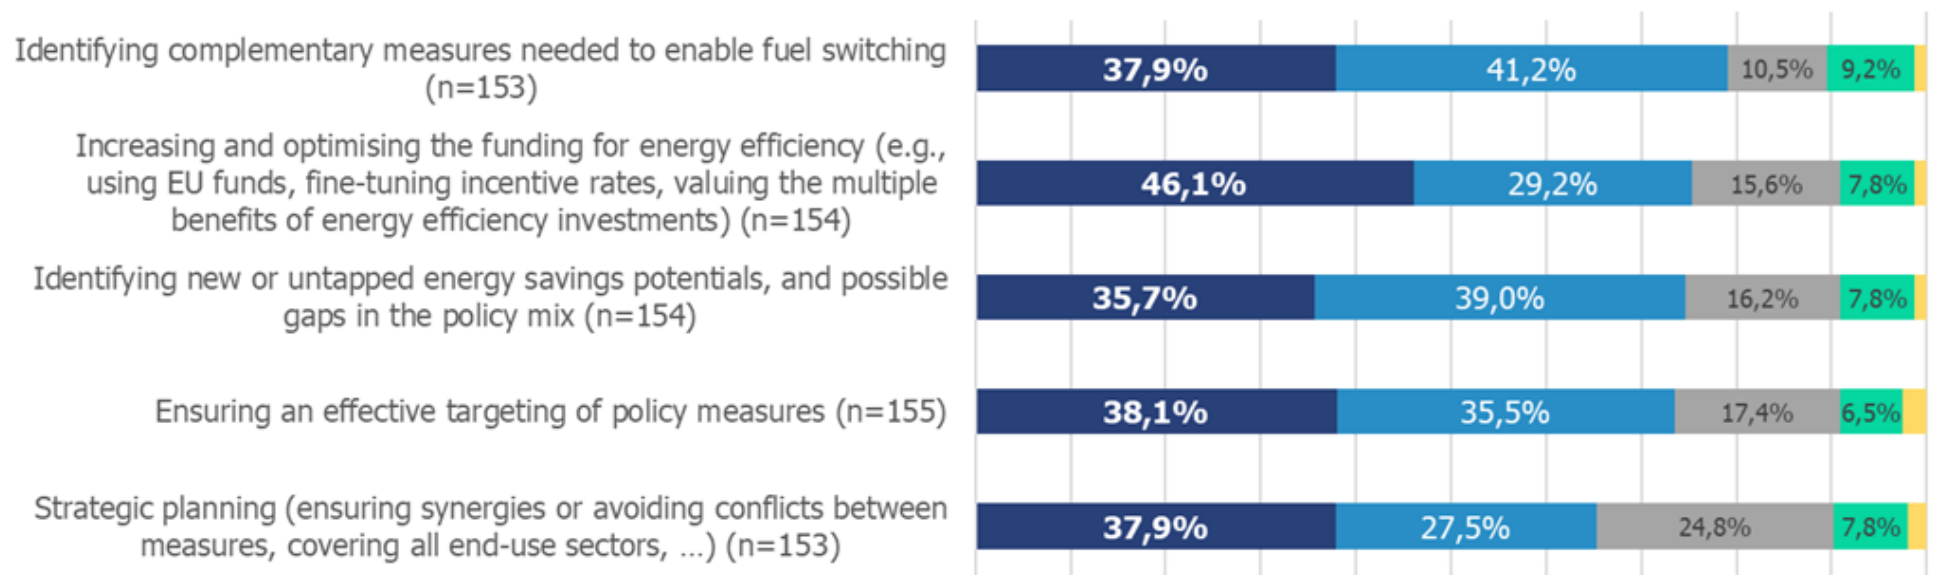 Identifying complementary measures needed to enable fuel switching
(n=153)
37,9% 41,2% 10,5% 9,2%
Increasing and optimising the funding for energy efficiency (e.g.,
using EU funds, fine-tuning incentive rates, valuing the multiple
benefits of energy efficiency investments) (n=154)
46,1% 29,2% 15,6% 7,8%
Identifying new or untapped energy savings potentials, and possible
gaps in the policy mix (n=154)
35,7% 39,0% 16,2% 7,8%
Ensuring an effective targeting of policy measures (n=155)
38,1% 35,5% 17,4% 6,5%
Strategic planning (ensuring synergies or avoiding conflicts between
measures, covering all end-use sectors, ...) (n=153)
37,9% 27,5% 24,8% 7,8%